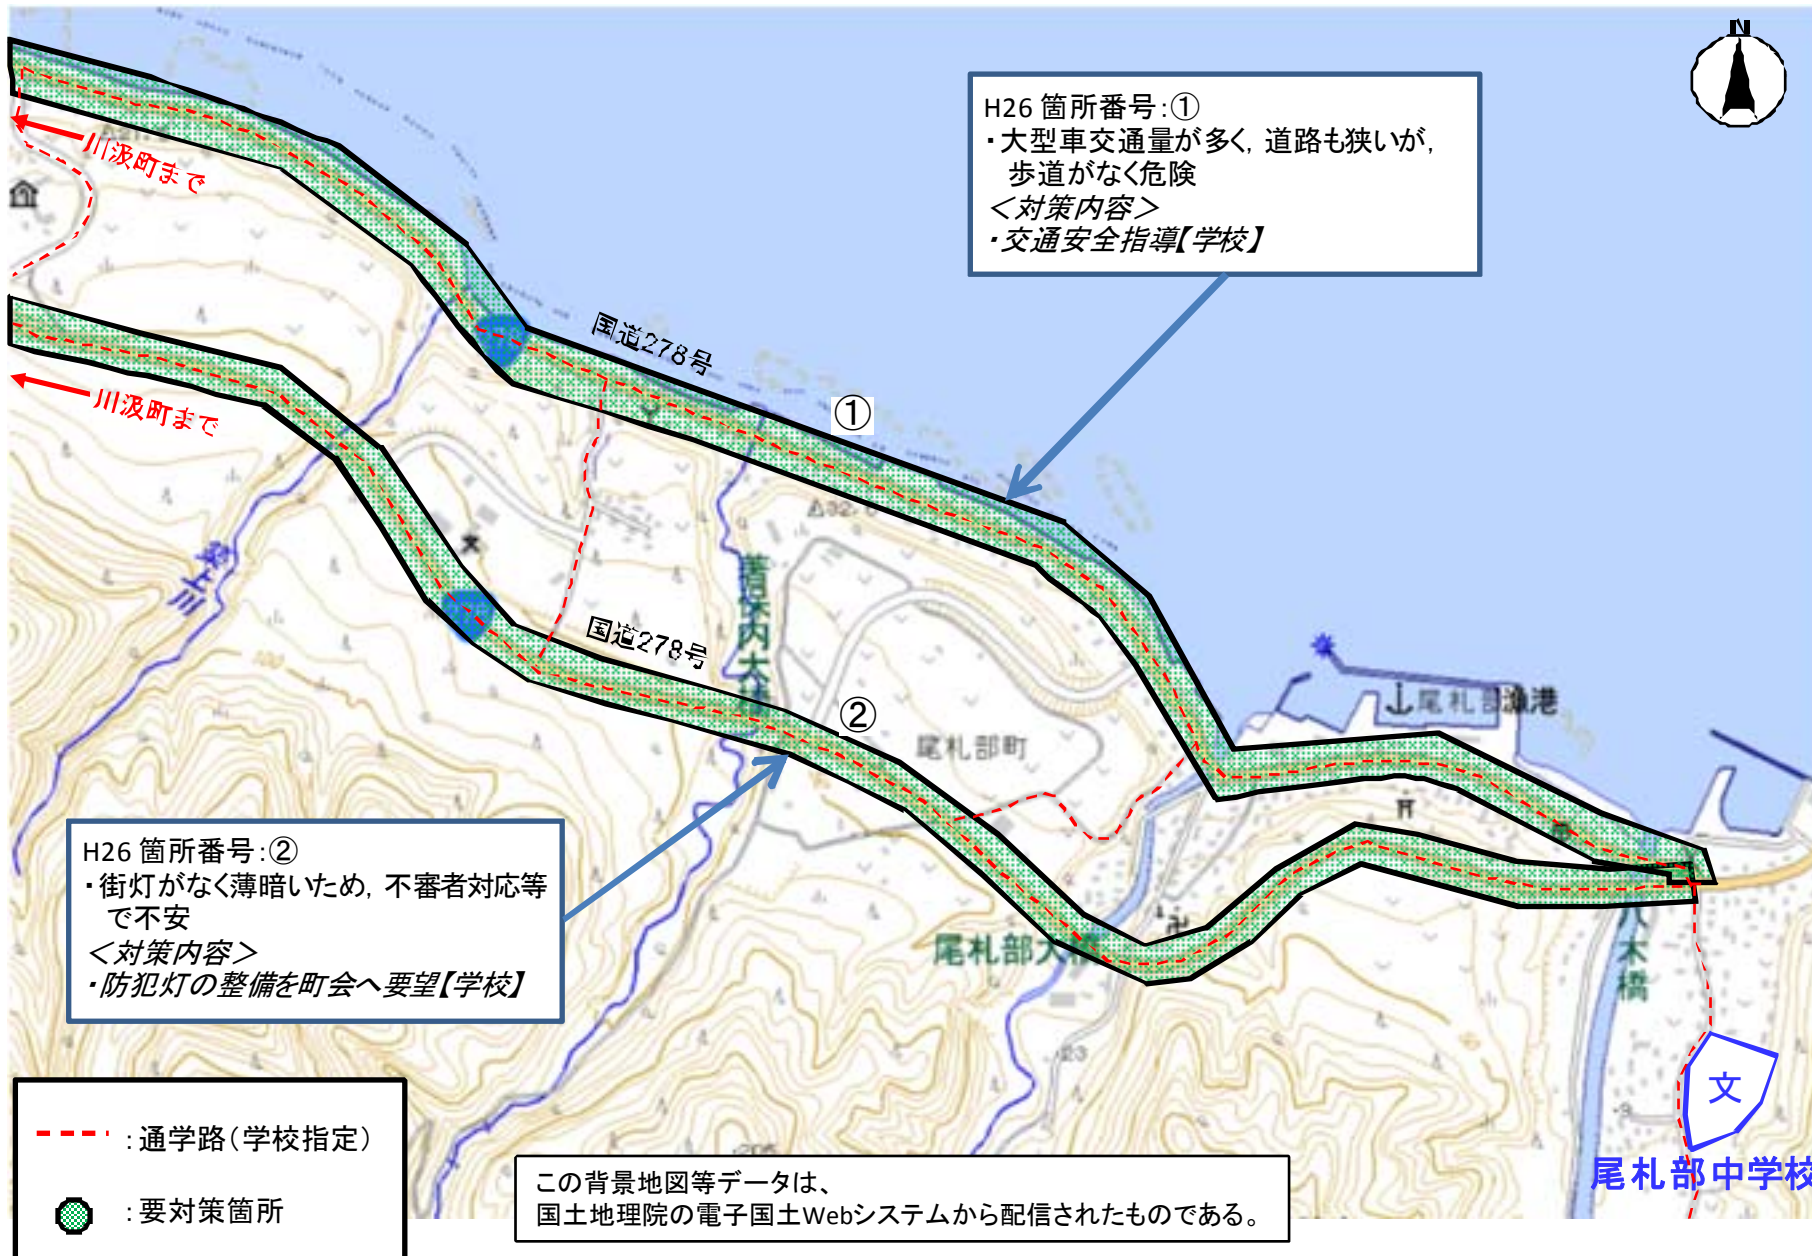 N
H26 箇所番号：①
・大型車交通量が多く，道路も狭いが，
歩道がなく危険
＜対策内容＞
・交通安全指導【学校】
川汲町まで
国道278号
①
川汲町まで
国道278号
②
尾札部漁港
尾札部町
H26 箇所番号：②
・街灯がなく薄暗いため，不審者対応等
で不安
＜対策内容＞
・防犯灯の整備を町会へ要望【学校】
尾札部大橋
木橋
23
文
尾札部中学校
：通学路（学校指定）
：要対策箇所
この背景地図等データは、
国土地理院の電子国土Webシステムから配信されたものである。